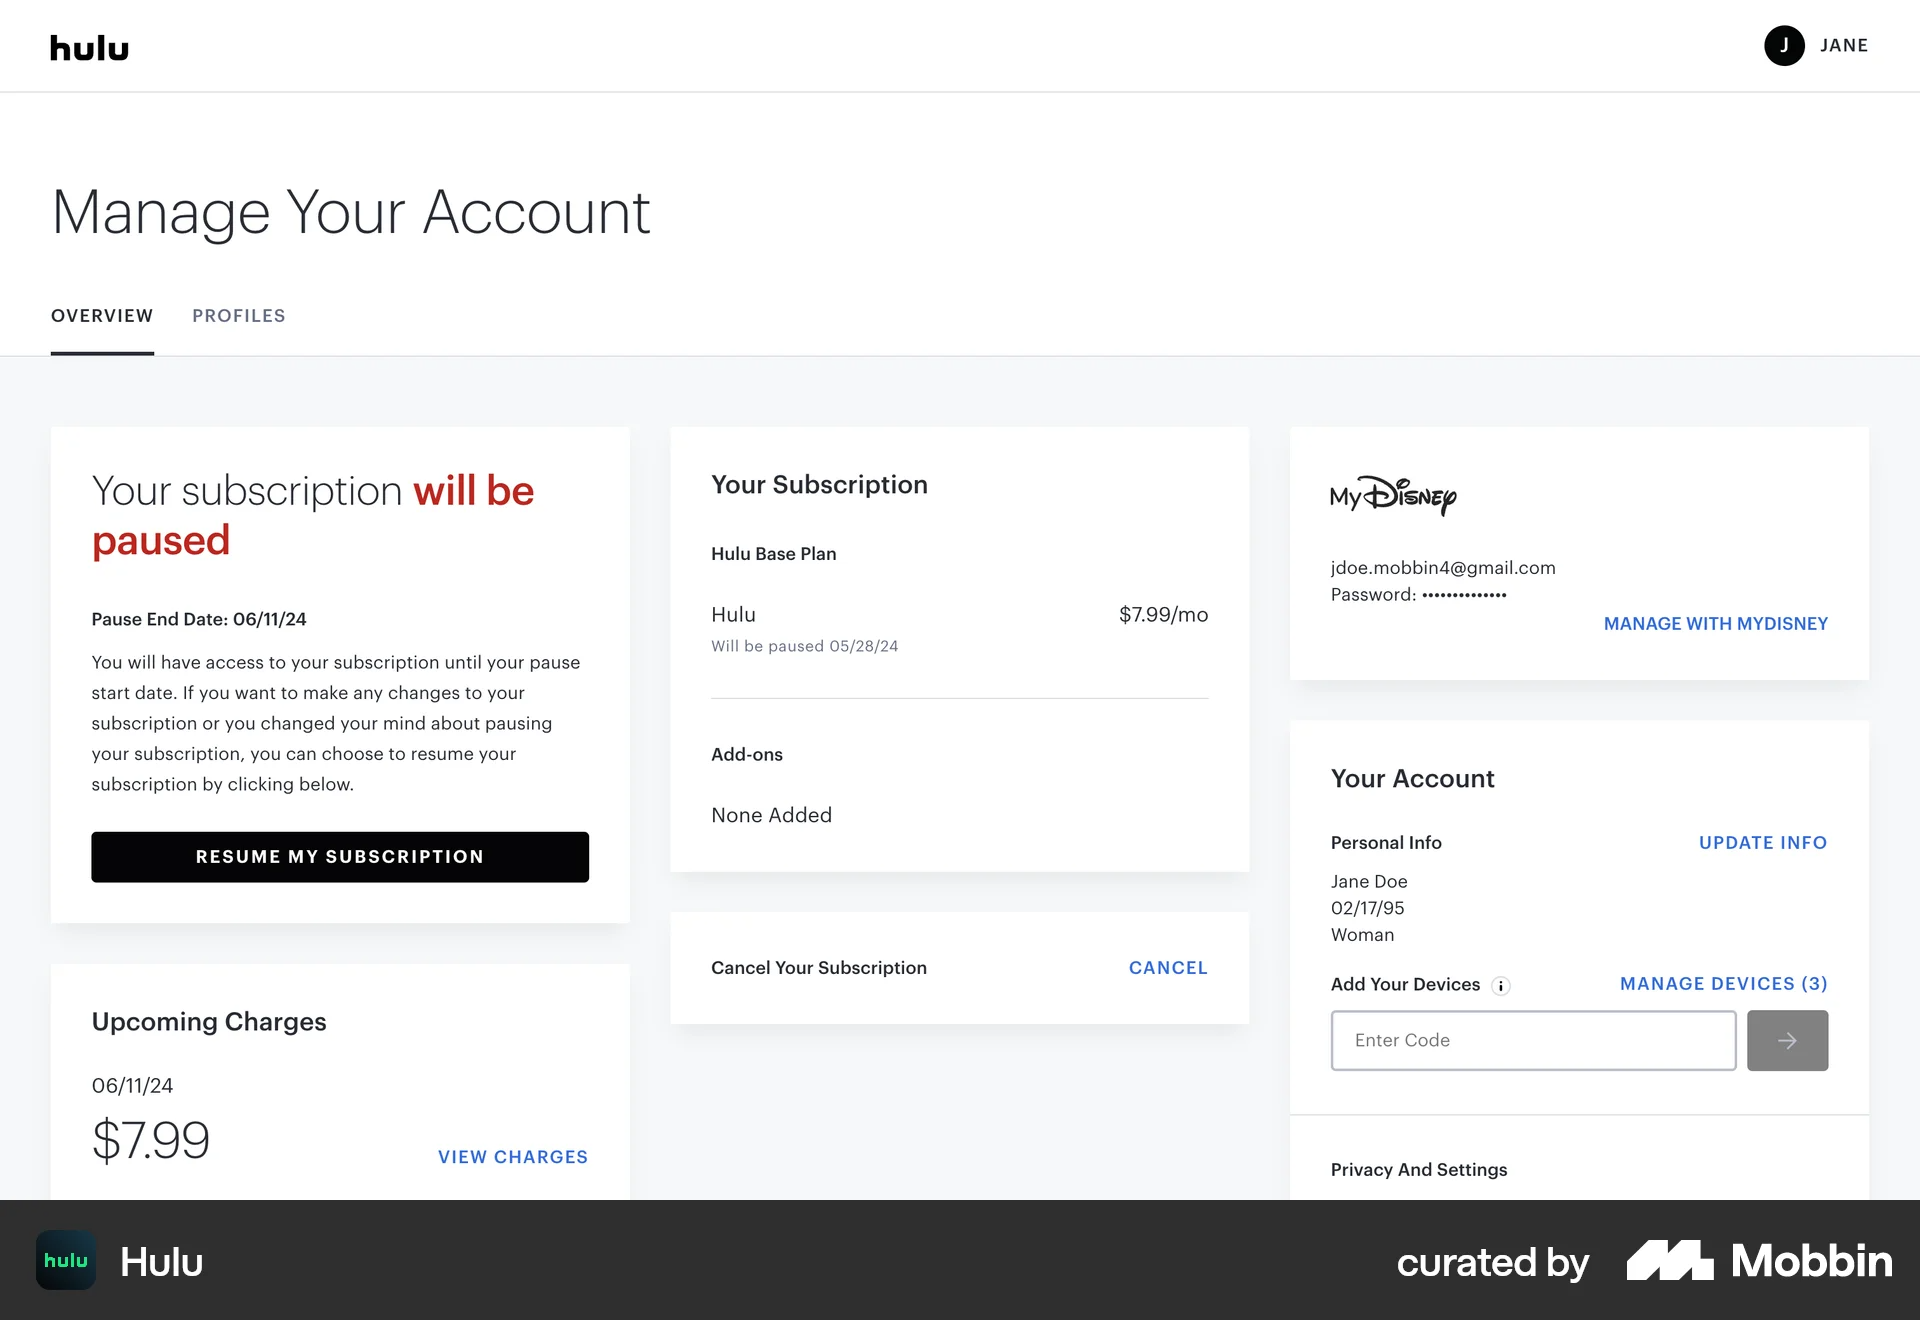 hulu
J JANE
Manage Your Account
OVERVIEW PROFILES
Your subscription will be
paused
Pause End Date: 06/11/24
You will have access to your subscription until your pause
start date. If you want to make any changes to your
subscription or you changed your mind about pausing
your subscription, you can choose to resume your
subscription by clicking below.
RESUME MY SUBSCRIPTION
Upcoming Charges
06/11/24
$7.99
VIEW CHARGES
Your Subscription
Hulu Base Plan
Hulu $7.99/mo
Will be paused 05/28/24
Add-ons
None Added
Cancel Your Subscription CANCEL
My Disney
jdoe.mobbin4@gmail.com
Password: ••••••••••••••
MANAGE WITH MYDISNEY
Your Account
Personal Info UPDATE INFO
Jane Doe
02/17/95
Woman
Add Your Devices i MANAGE DEVICES (3)
Enter Code
Privacy And Settings
hulu Hulu
curated by Mobbin